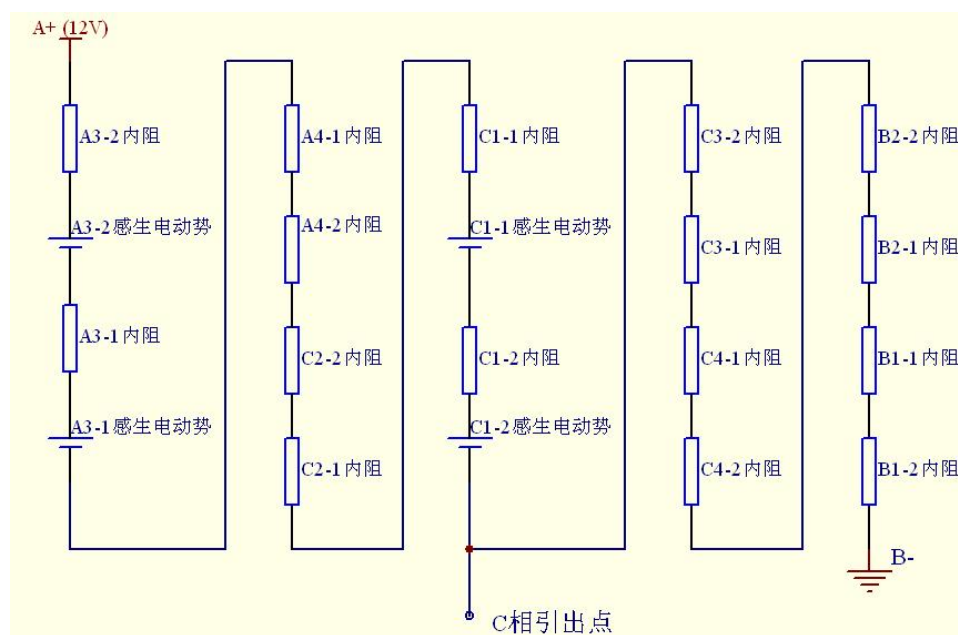 A+ (12V)
A3-2内阻
A3-2感生电动势
A3-1内阻
A3-1感生电动势
A4-1内阻
A4-2内阻
C2-2内阻
C2-1内阻
C1-1内阻
C1-1感生电动势
C1-2内阻
C1-2感生电动势
C相引出点
C3-2内阻
C3-1内阻
C4-1内阻
C4-2内阻
B2-2内阻
B2-1内阻
B1-1内阻
B1-2内阻
B-